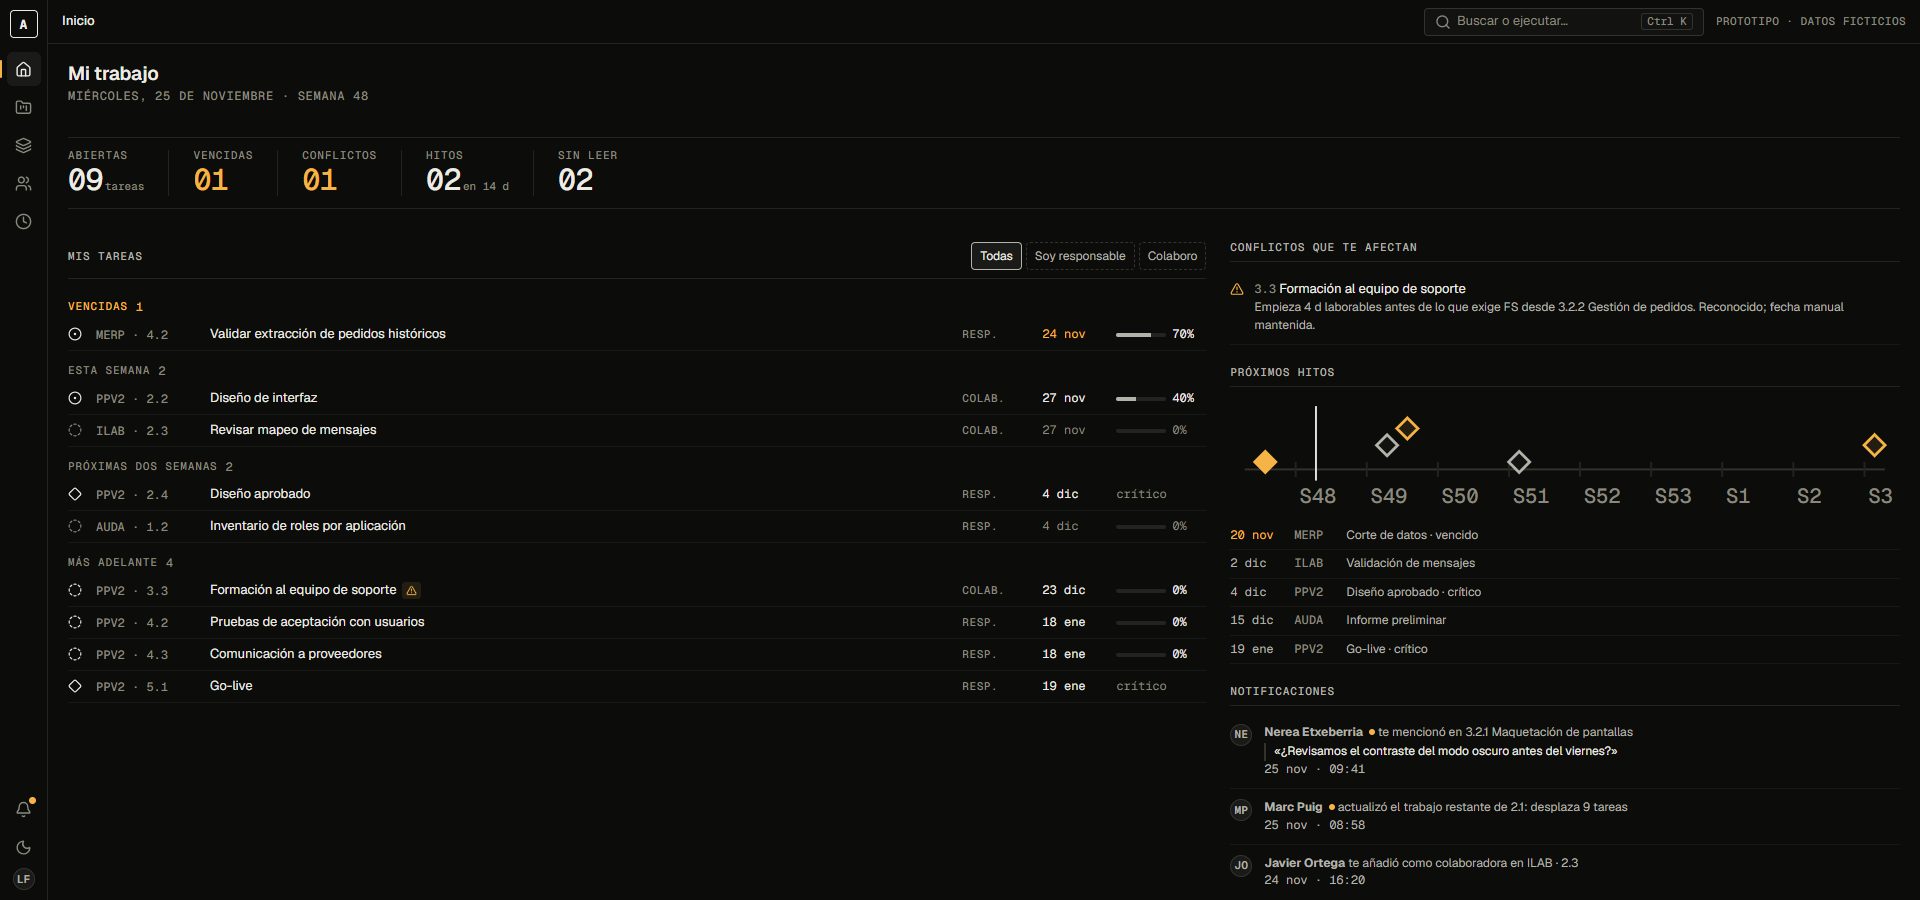 A
Inicio
Buscar o ejecutar...
Ctrl K
PROTOTIPO · DATOS FICTICIOS
Mi trabajo
MIÉRCOLES, 25 DE NOVIEMBRE · SEMANA 48
ABIERTAS
09 tareas
VENCIDAS
01
CONFLICTOS
01
HITOS
02 en 14 d
SIN LEER
02
MIS TAREAS
Todas
Soy responsable
Colaboro
VENCIDAS 1
MERP · 4.2 Validar extracción de pedidos históricos RESP. 24 nov 70%
ESTA SEMANA 2
PPV2 · 2.2 Diseño de interfaz COLAB. 27 nov 40%
ILAB · 2.3 Revisar mapeo de mensajes COLAB. 27 nov 0%
PRÓXIMAS DOS SEMANAS 2
PPV2 · 2.4 Diseño aprobado RESP. 4 dic crítico
AUDA · 1.2 Inventario de roles por aplicación RESP. 4 dic 0%
MÁS ADELANTE 4
PPV2 · 3.3 Formación al equipo de soporte COLAB. 23 dic 0%
PPV2 · 4.2 Pruebas de aceptación con usuarios RESP. 18 ene 0%
PPV2 · 4.3 Comunicación a proveedores RESP. 18 ene 0%
PPV2 · 5.1 Go-live RESP. 19 ene crítico
CONFLICTOS QUE TE AFECTAN
3.3 Formación al equipo de soporte
Empieza 4 d laborables antes de lo que exige FS desde 3.2.2 Gestión de pedidos. Reconocido; fecha manual
mantenida.
PRÓXIMOS HITOS
S48 S49 S50 S51 S52 S53 S1 S2 S3
20 nov MERP Corte de datos · vencido
2 dic ILAB Validación de mensajes
4 dic PPV2 Diseño aprobado · crítico
15 dic AUDA Informe preliminar
19 ene PPV2 Go-live · crítico
NOTIFICACIONES
NE
Nerea Etxeberria te mencionó en 3.2.1 Maquetación de pantallas
«¿Revisamos el contraste del modo oscuro antes del viernes?»
25 nov · 09:41
MP
Marc Puig actualizó el trabajo restante de 2.1: desplaza 9 tareas
25 nov · 08:58
JO
Javier Ortega te añadió como colaboradora en ILAB · 2.3
24 nov · 16:20
LF